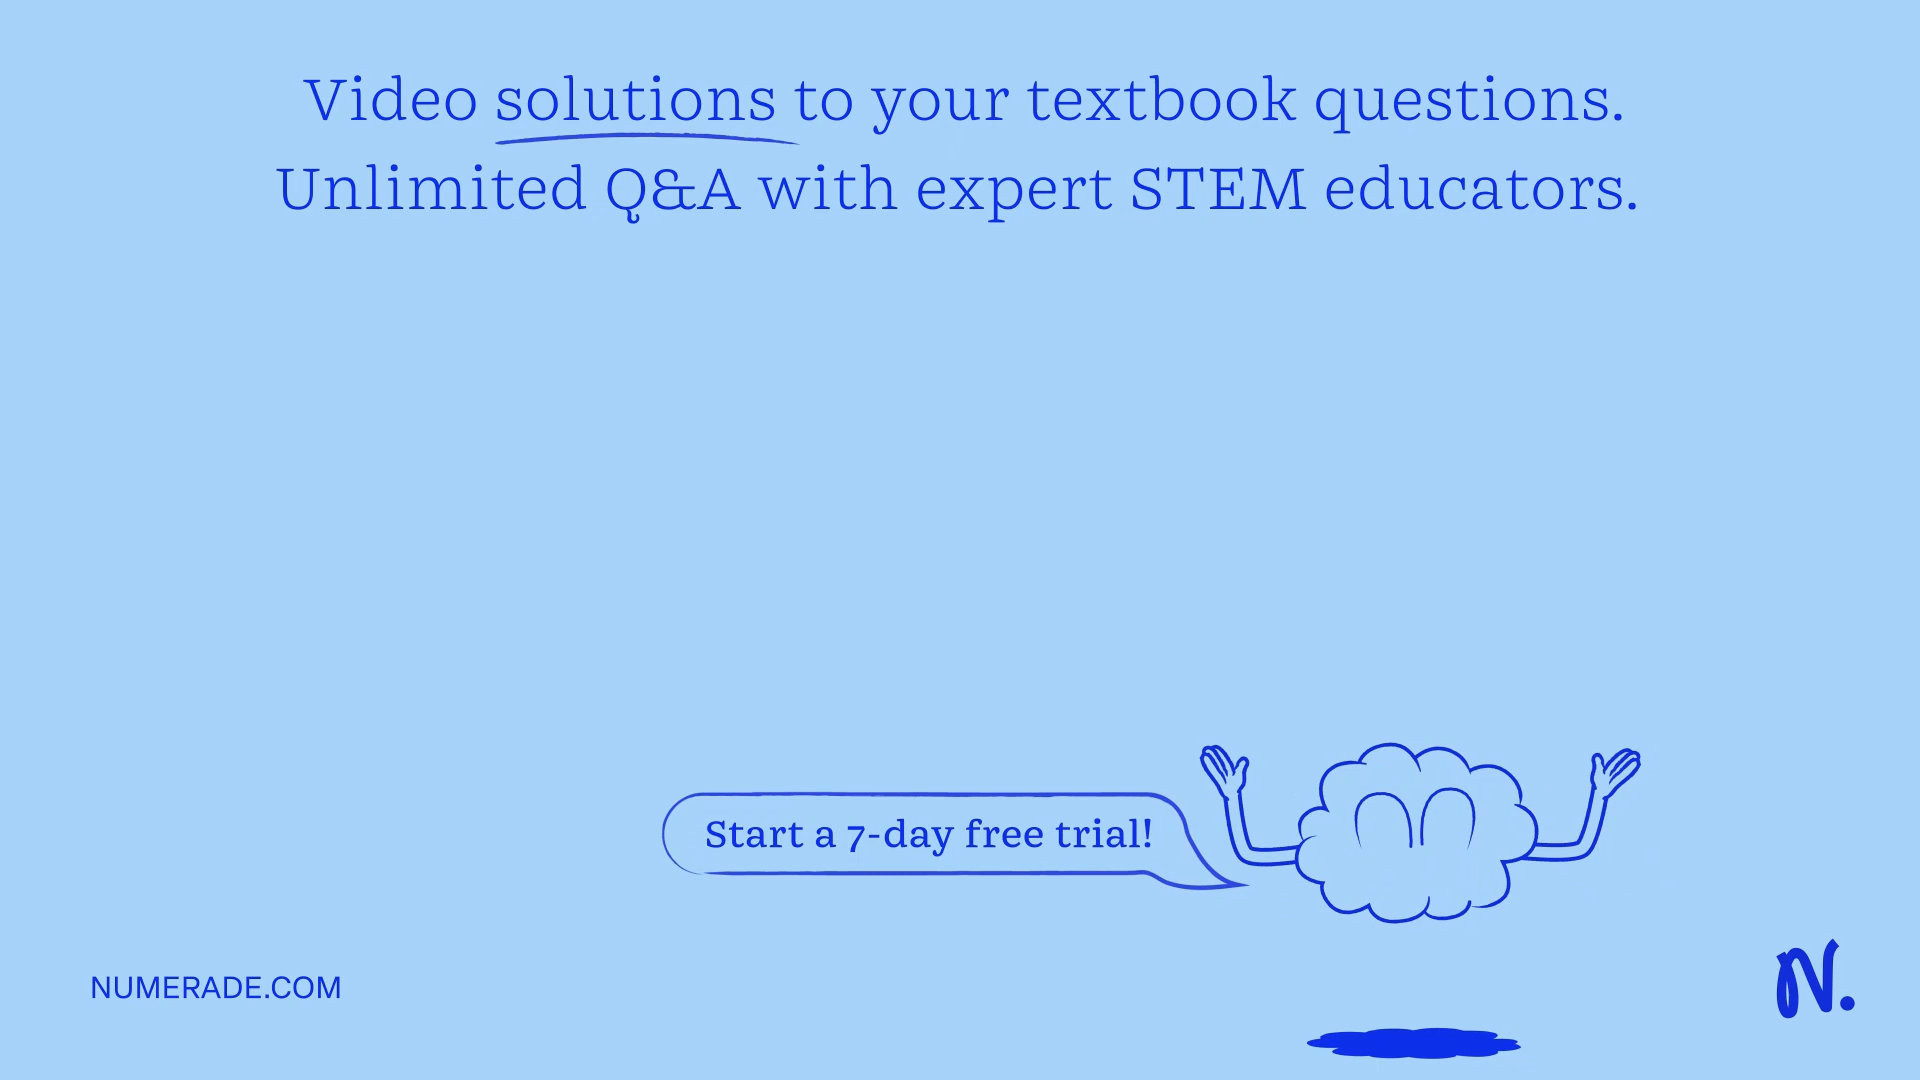 Video solutions to your textbook questions.
Unlimited Q&A with expert STEM educators.
Start a 7-day free trial!
NUMERADE.COM
N.